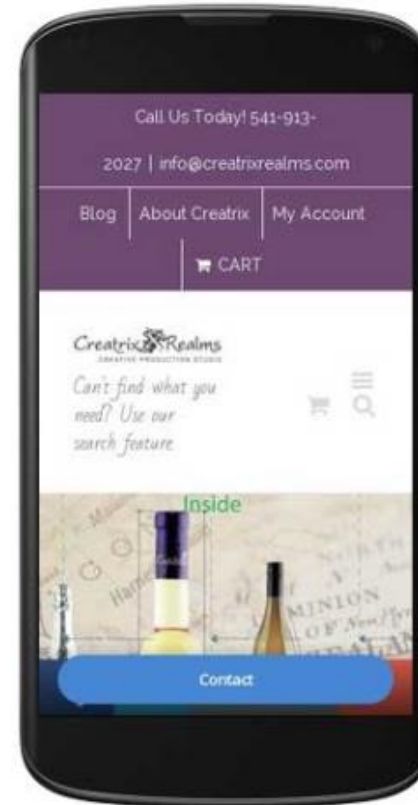 Call Us Today! 541-913-
2027 | info@creatrixrealms.com
Blog About Creatrix My Account
CART
Creatrix Realms
CREATIVE PRODUCTION STUDIO
Can't find what you
need? Use our
search feature
Inside
Contact